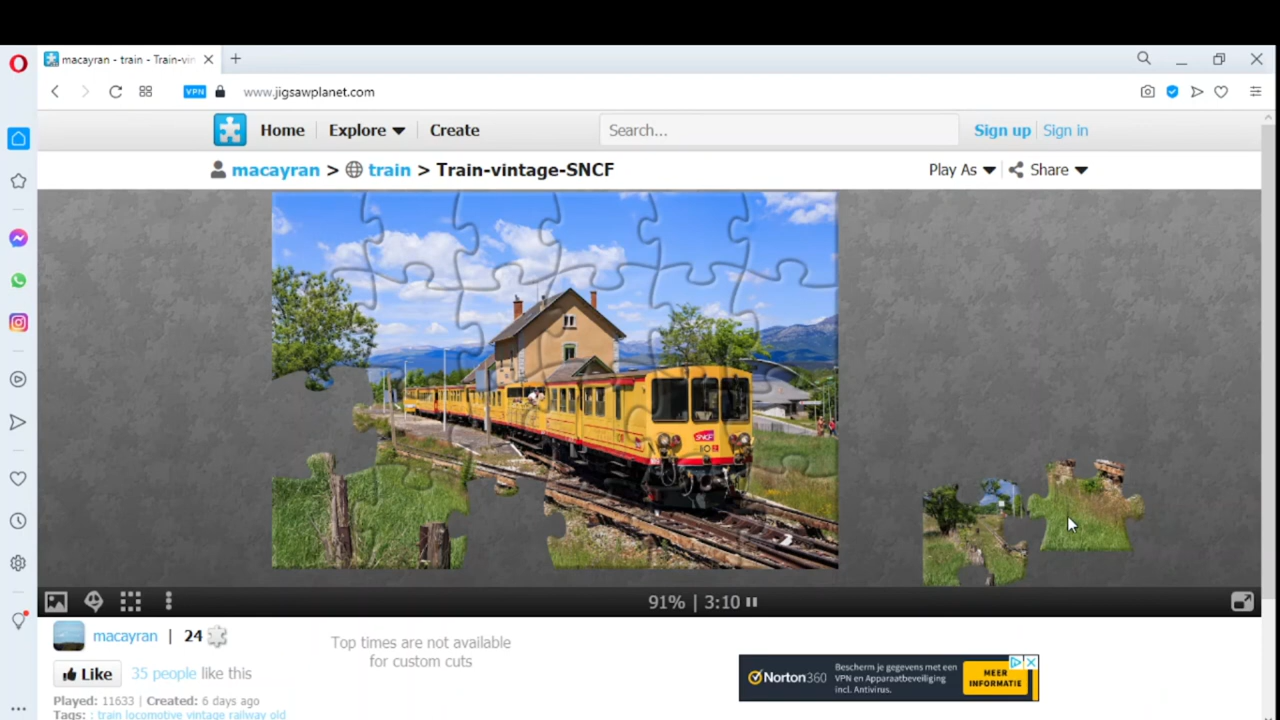 macayran - train - Train-vin
VPN
www.jigsawplanet.com
Home
Explore
Create
Search...
Sign up
Sign in
macayran > train > Train-vintage-SNCF
Play As
Share
SNCF
91% | 3:10
macayran | 24
Top times are not available
for custom cuts
Like
35 people like this
Played: 11633 | Created: 6 days ago
Tags: : train locomotive vintage railway old
Norton360
Bescherm je gegevens met een
VPN en Apparaatbeveiliging
incl. Antivirus.
MEER
INFORMATIE